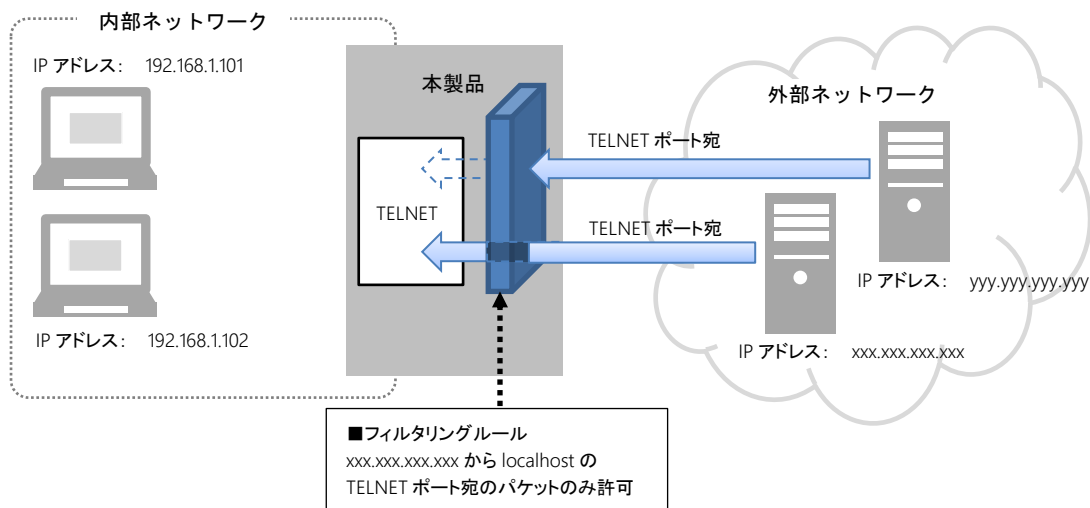 内部ネットワーク
IP アドレス： 192.168.1.101
本製品
外部ネットワーク
TELNET ポート宛
TELNET
TELNET ポート宛
IP アドレス： yyy.yyy.yyy.yyy
IP アドレス： 192.168.1.102
IP アドレス： xxx.xxx.xxx.xxx
■フィルタリングルール
xxx.xxx.xxx.xxx から localhost の
TELNET ポート宛のパケットのみ許可